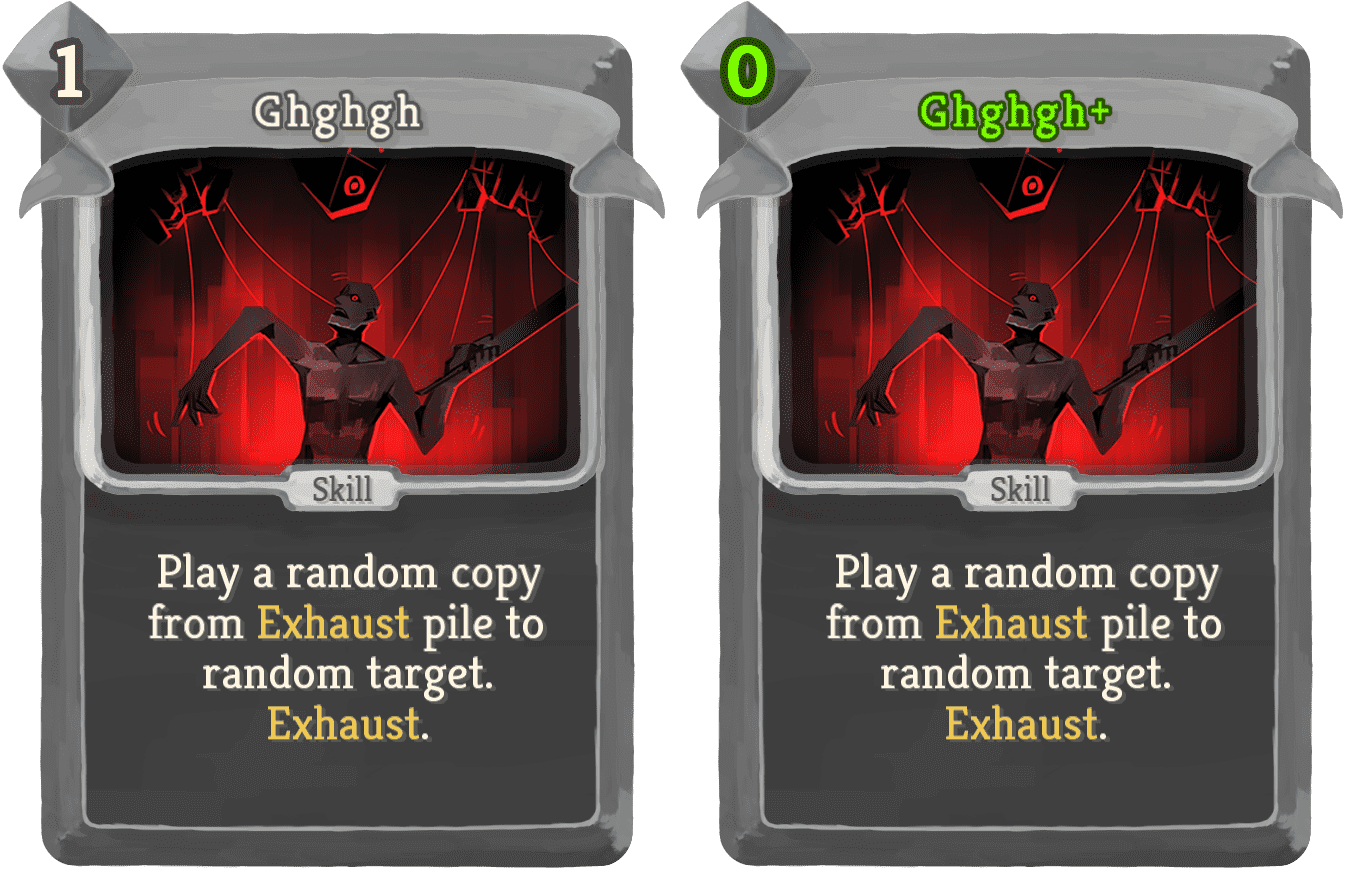 1
Ghghgh
Skill
Play a random copy
from Exhaust pile to
random target.
Exhaust.
0
Ghghgh+
Skill
Play a random copy
from Exhaust pile to
random target.
Exhaust.